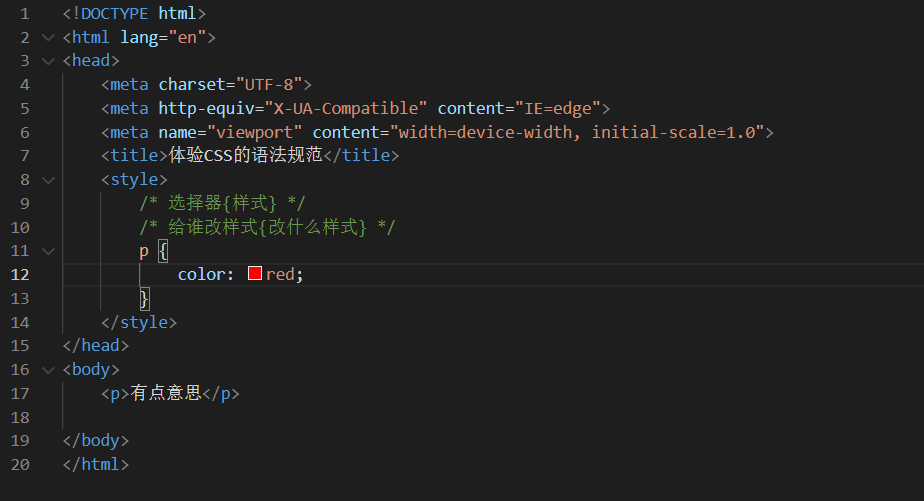 1 <!DOCTYPE html>
2 <html lang="en">
3 <head>
4     <meta charset="UTF-8">
5     <meta http-equiv="X-UA-Compatible" content="IE=edge">
6     <meta name="viewport" content="width=device-width, initial-scale=1.0">
7     <title>体验CSS的语法规范</title>
8     <style>
9         /* 选择器{样式} */
10         /* 给谁改样式{改什么样式} */
11         p {
12             color: red;
13         }
14     </style>
15 </head>
16 <body>
17     <p>有点意思</p>
18
19 </body>
20 </html>